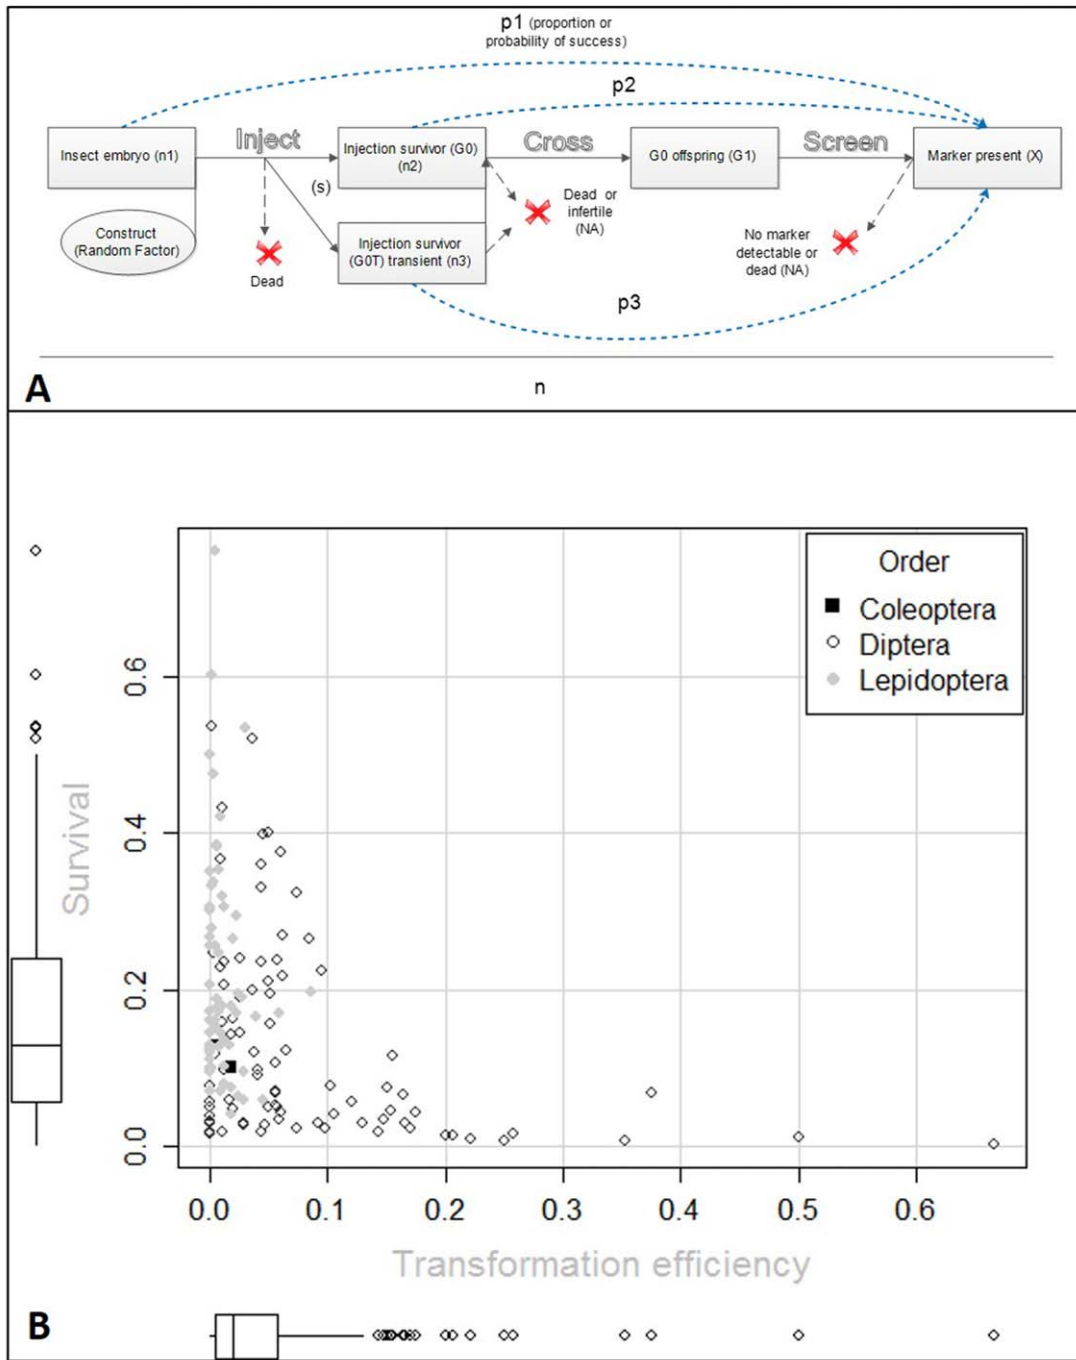 p1 (proportion or
probability of success)
p2
Insect embryo (n1)
Inject
Injection survivor (G0)
(n2)
Cross
G0 offspring (G1)
Screen
Marker present (X)
(s)
Construct
(Random Factor)
Dead
Injection survivor
(G0T) transient (n3)
Dead or
infertile
(NA)
No marker
detectable or
dead (NA)
p3
A
n
Order
Coleoptera
Diptera
Lepidoptera
Survival
0.6
0.4
0.2
0.0
0.0 0.1 0.2 0.3 0.4 0.5 0.6
Transformation efficiency
B